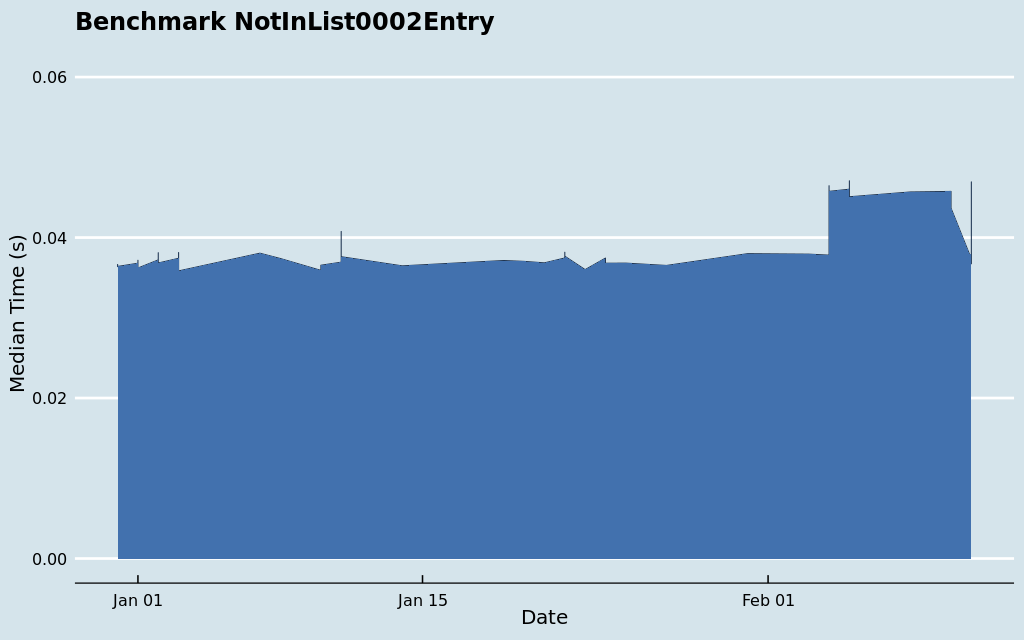 Benchmark NotInList0002Entry
0.06
0.04
0.02
0.00
Median Time (s)
Jan 01
Jan 15
Feb 01
Date